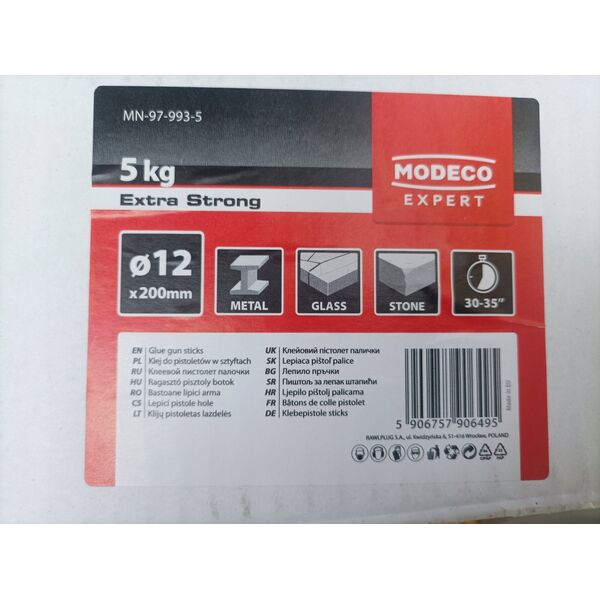 MN-97-993-5
5 kg
Extra Strong
MODECO
EXPERT
ø12
x200mm
METAL
GLASS
STONE
30-35”
EN Glue gun sticks
PL Klej do pistoletów w sztyftach
RU Клеевой пистолет палочки
HU Ragasztó pisztoly botok
RO Bastoane lipici arma
CS Lepicí pistole hole
LT Klijų pistoletas lazdelės
UK Клейовий пістолет палички
SK Lepiaca pištoľ palice
BG Лепило пръчки
SR Пиштољ за лепак штапићи
HR Ljepilo pištolj palicama
FR Bâtons de colle pistolet
DE Klebepistole sticks
Made in EU
5 906757 906495
RAWLPLUG S.A., ul. Kwidzyńska 6, 51-416 Wrocław, POLAND